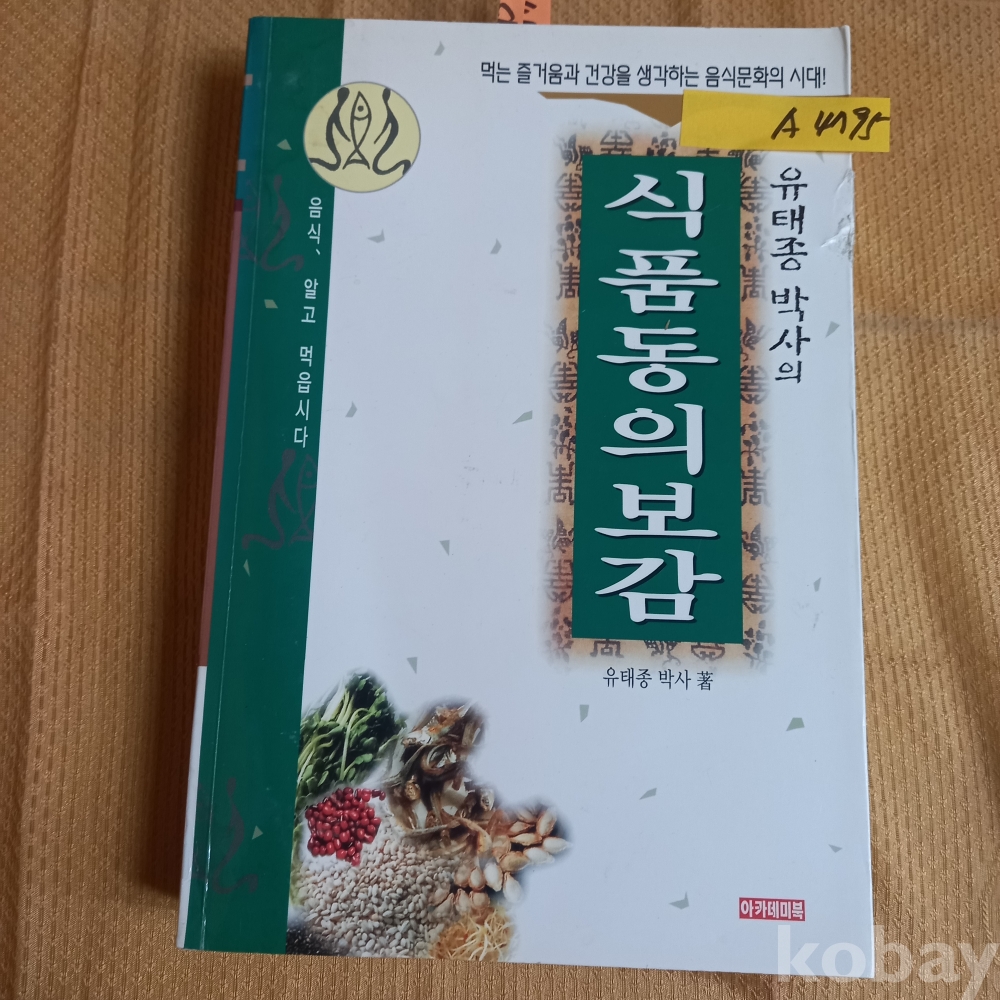 먹는 즐거움과 건강을 생각하는 음식문화의 시대!
A 4795
유태종 박사의
식품동의보감
음식, 알고 먹읍시다
유태종 박사 著
아카데미북
kobay